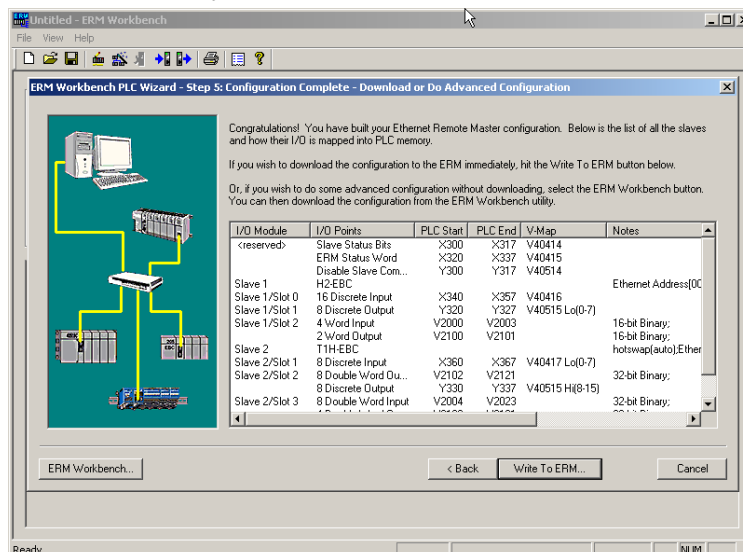 Untitled - ERM Workbench
File View Help
ERM Workbench PLC Wizard - Step 5: Configuration Complete - Download or Do Advanced Configuration
Congratulations! You have built your Ethernet Remote Master configuration. Below is the list of all the slaves
and how their I/O is mapped into PLC memory.
If you wish to download the configuration to the ERM immediately, hit the Write To ERM button below.
Or, if you wish to do some advanced configuration without downloading, select the ERM Workbench button.
You can then download the configuration from the ERM Workbench utility.
I/O Module I/O Points PLC Start PLC End V-Map Notes
<reserved> Slave Status Bits X300 X317 V40414
ERM Status Word X320 X337 V40415
Disable Slave Com... Y300 Y317 V40514
Slave 1 H2-EBC Ethernet Address[0C
Slave 1/Slot 0 16 Discrete Input X340 X357 V40416
Slave 1/Slot 1 8 Discrete Output Y320 Y327 V40515 Lo(0-7)
Slave 1/Slot 2 4 Word Input V2000 V2003 16-bit Binary;
2 Word Output V2100 V2101 16-bit Binary;
Slave 2 T1H-EBC hotswap(auto);Ether
Slave 2/Slot 1 8 Discrete Input X360 X367 V40417 Lo(0-7)
Slave 2/Slot 2 8 Double Word Ou... V2102 V2121 32-bit Binary;
8 Discrete Output Y330 Y337 V40515 Hi(8-15)
Slave 2/Slot 3 8 Double Word Input V2004 V2023 32-bit Binary;
ERM Workbench... < Back Write To ERM... Cancel
Ready NUM